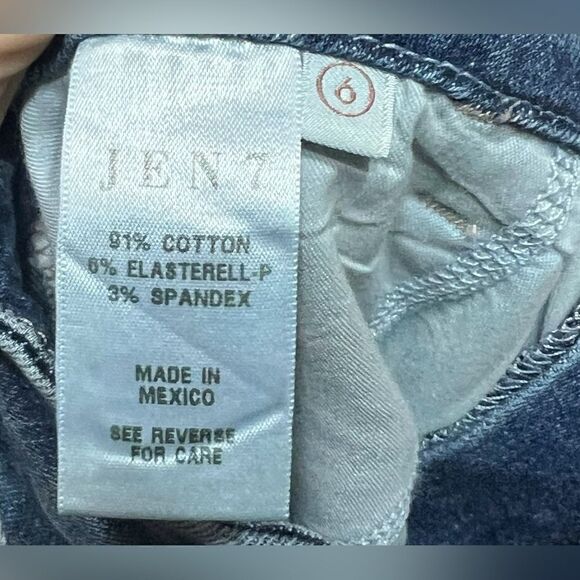 6
JEN7
91% COTTON
6% ELASTERELL-P
3% SPANDEX
MADE IN
MEXICO
SEE REVERSE
FOR CARE